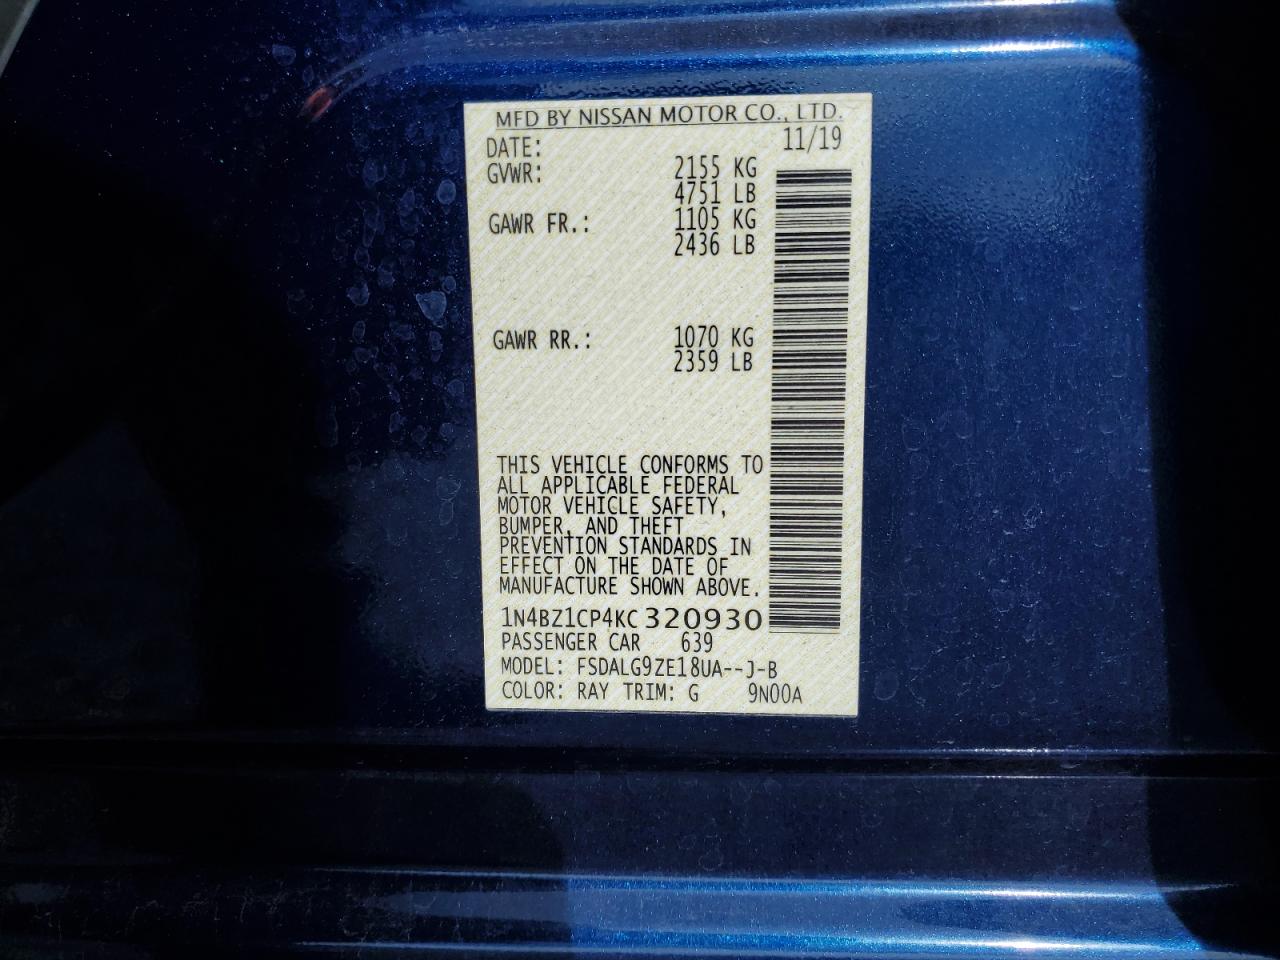 MFD BY NISSAN MOTOR CO., LTD.
DATE: 11/19
GVWR: 2155 KG
4751 LB
GAWR FR.: 1105 KG
2436 LB
GAWR RR.: 1070 KG
2359 LB
THIS VEHICLE CONFORMS TO
ALL APPLICABLE FEDERAL
MOTOR VEHICLE SAFETY,
BUMPER, AND THEFT
PREVENTION STANDARDS IN
EFFECT ON THE DATE OF
MANUFACTURE SHOWN ABOVE.
1N4BZ1CP4KC320930
PASSENGER CAR 639
MODEL: FSDALG9ZE18UA--J-B
COLOR: RAY TRIM: G 9N00A